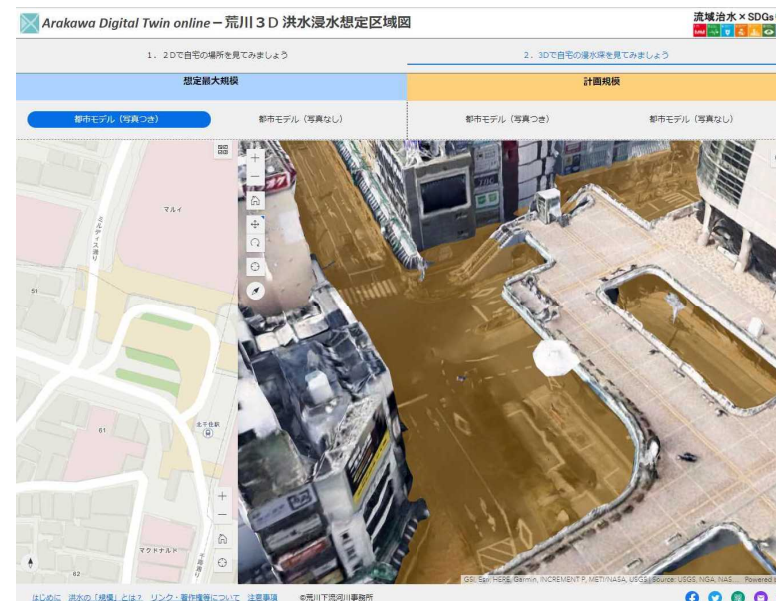 Arakawa Digital Twin online－荒川３Ｄ 洪水浸水想定区域図
流域治水×SDGs
1. 2Dで自宅の場所を見てみましょう
2. 3Dで自宅の浸水深を見てみましょう
想定最大規模
計画規模
都市モデル（写真つき）
都市モデル（写真なし）
都市モデル（写真つき）
都市モデル（写真なし）
マルイ
ミルディス通り
51
61
北千住駅
マクドナルド
千住通り
62
GSI, Esri, HERE, Garmin, INCREMENT P, METI/NASA, USGS | Source: USGS, NGA, NAS... Powered
はじめに 洪水の「規模」とは？ リンク・著作権等について 注意事項 ©荒川下流河川事務所